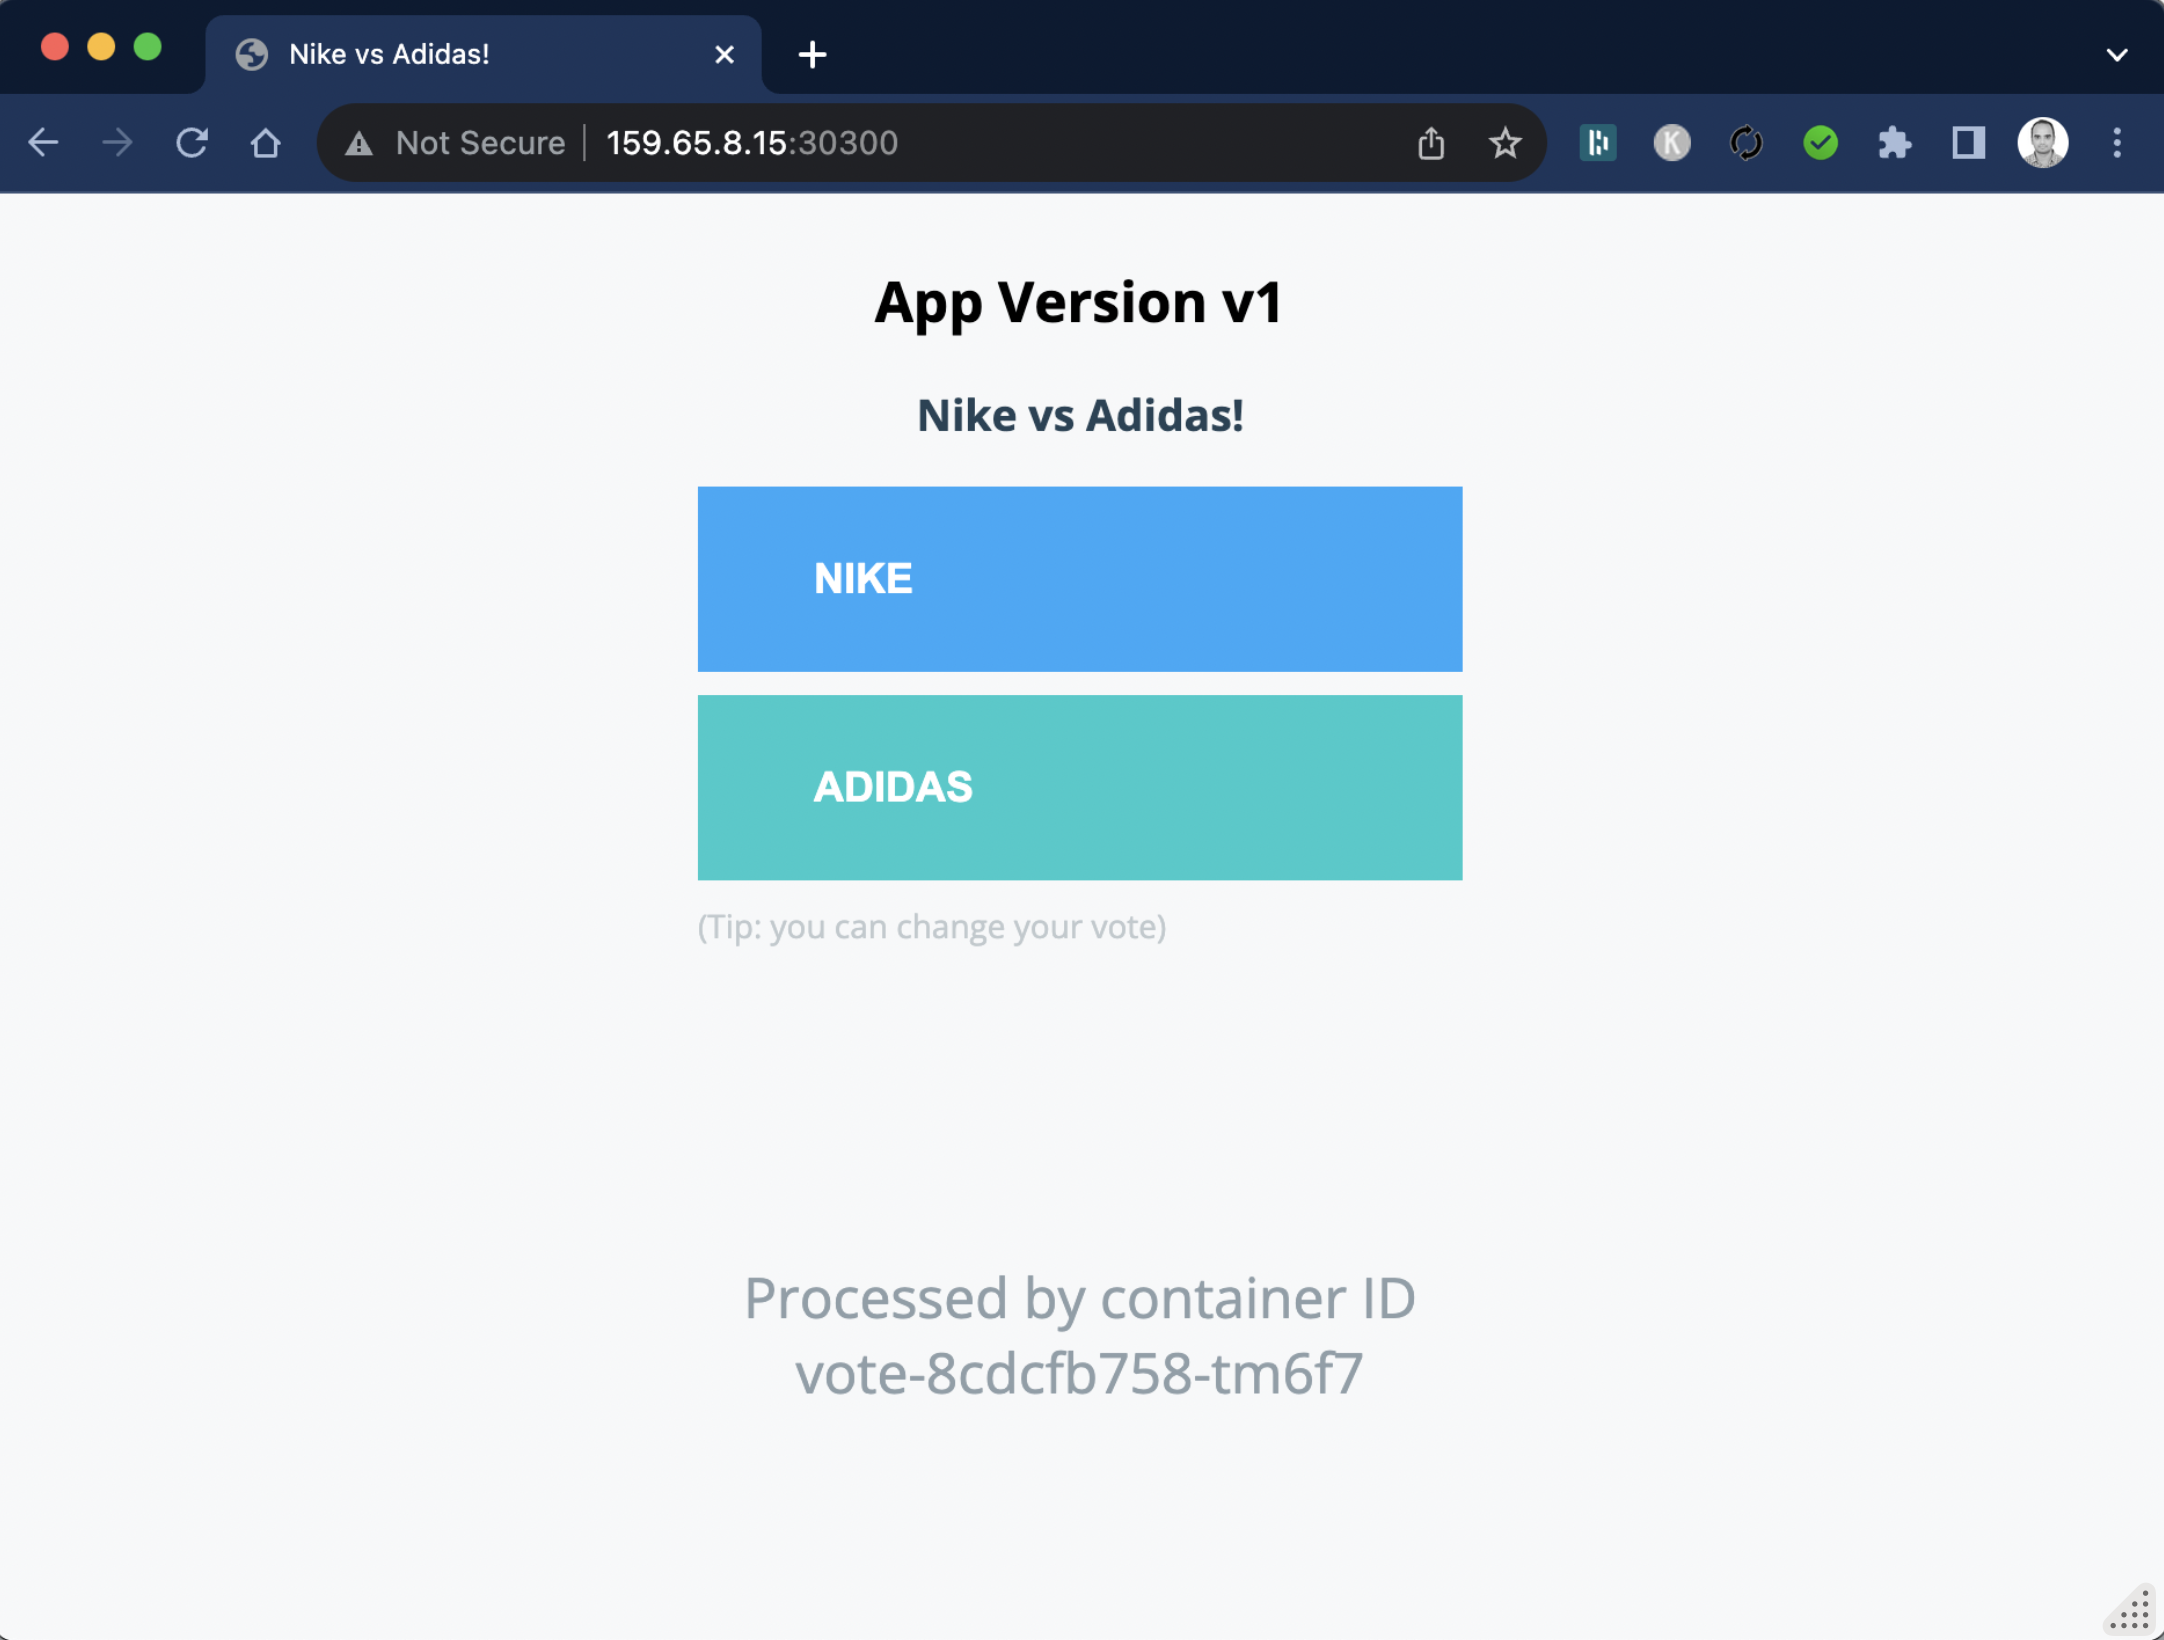 Nike vs Adidas!
Not Secure 159.65.8.15:30300
K
App Version v1
Nike vs Adidas!
NIKE
ADIDAS
(Tip: you can change your vote)
Processed by container ID
vote-8cdcfb758-tm6f7